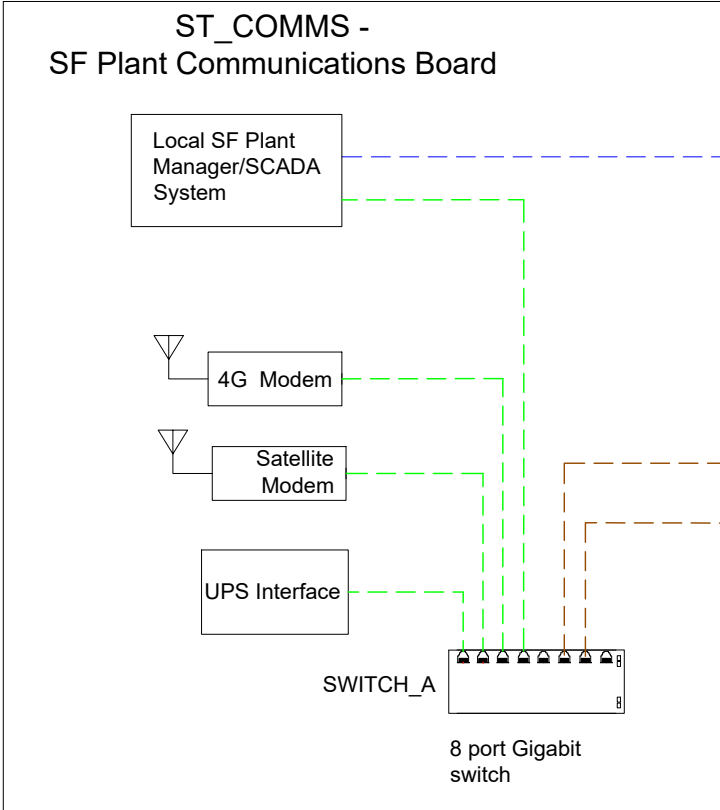 ST_COMMS -
SF Plant Communications Board
Local SF Plant
Manager/SCADA
System
4G  Modem
Satellite
Modem
UPS Interface
SWITCH_A
8 port Gigabit
switch